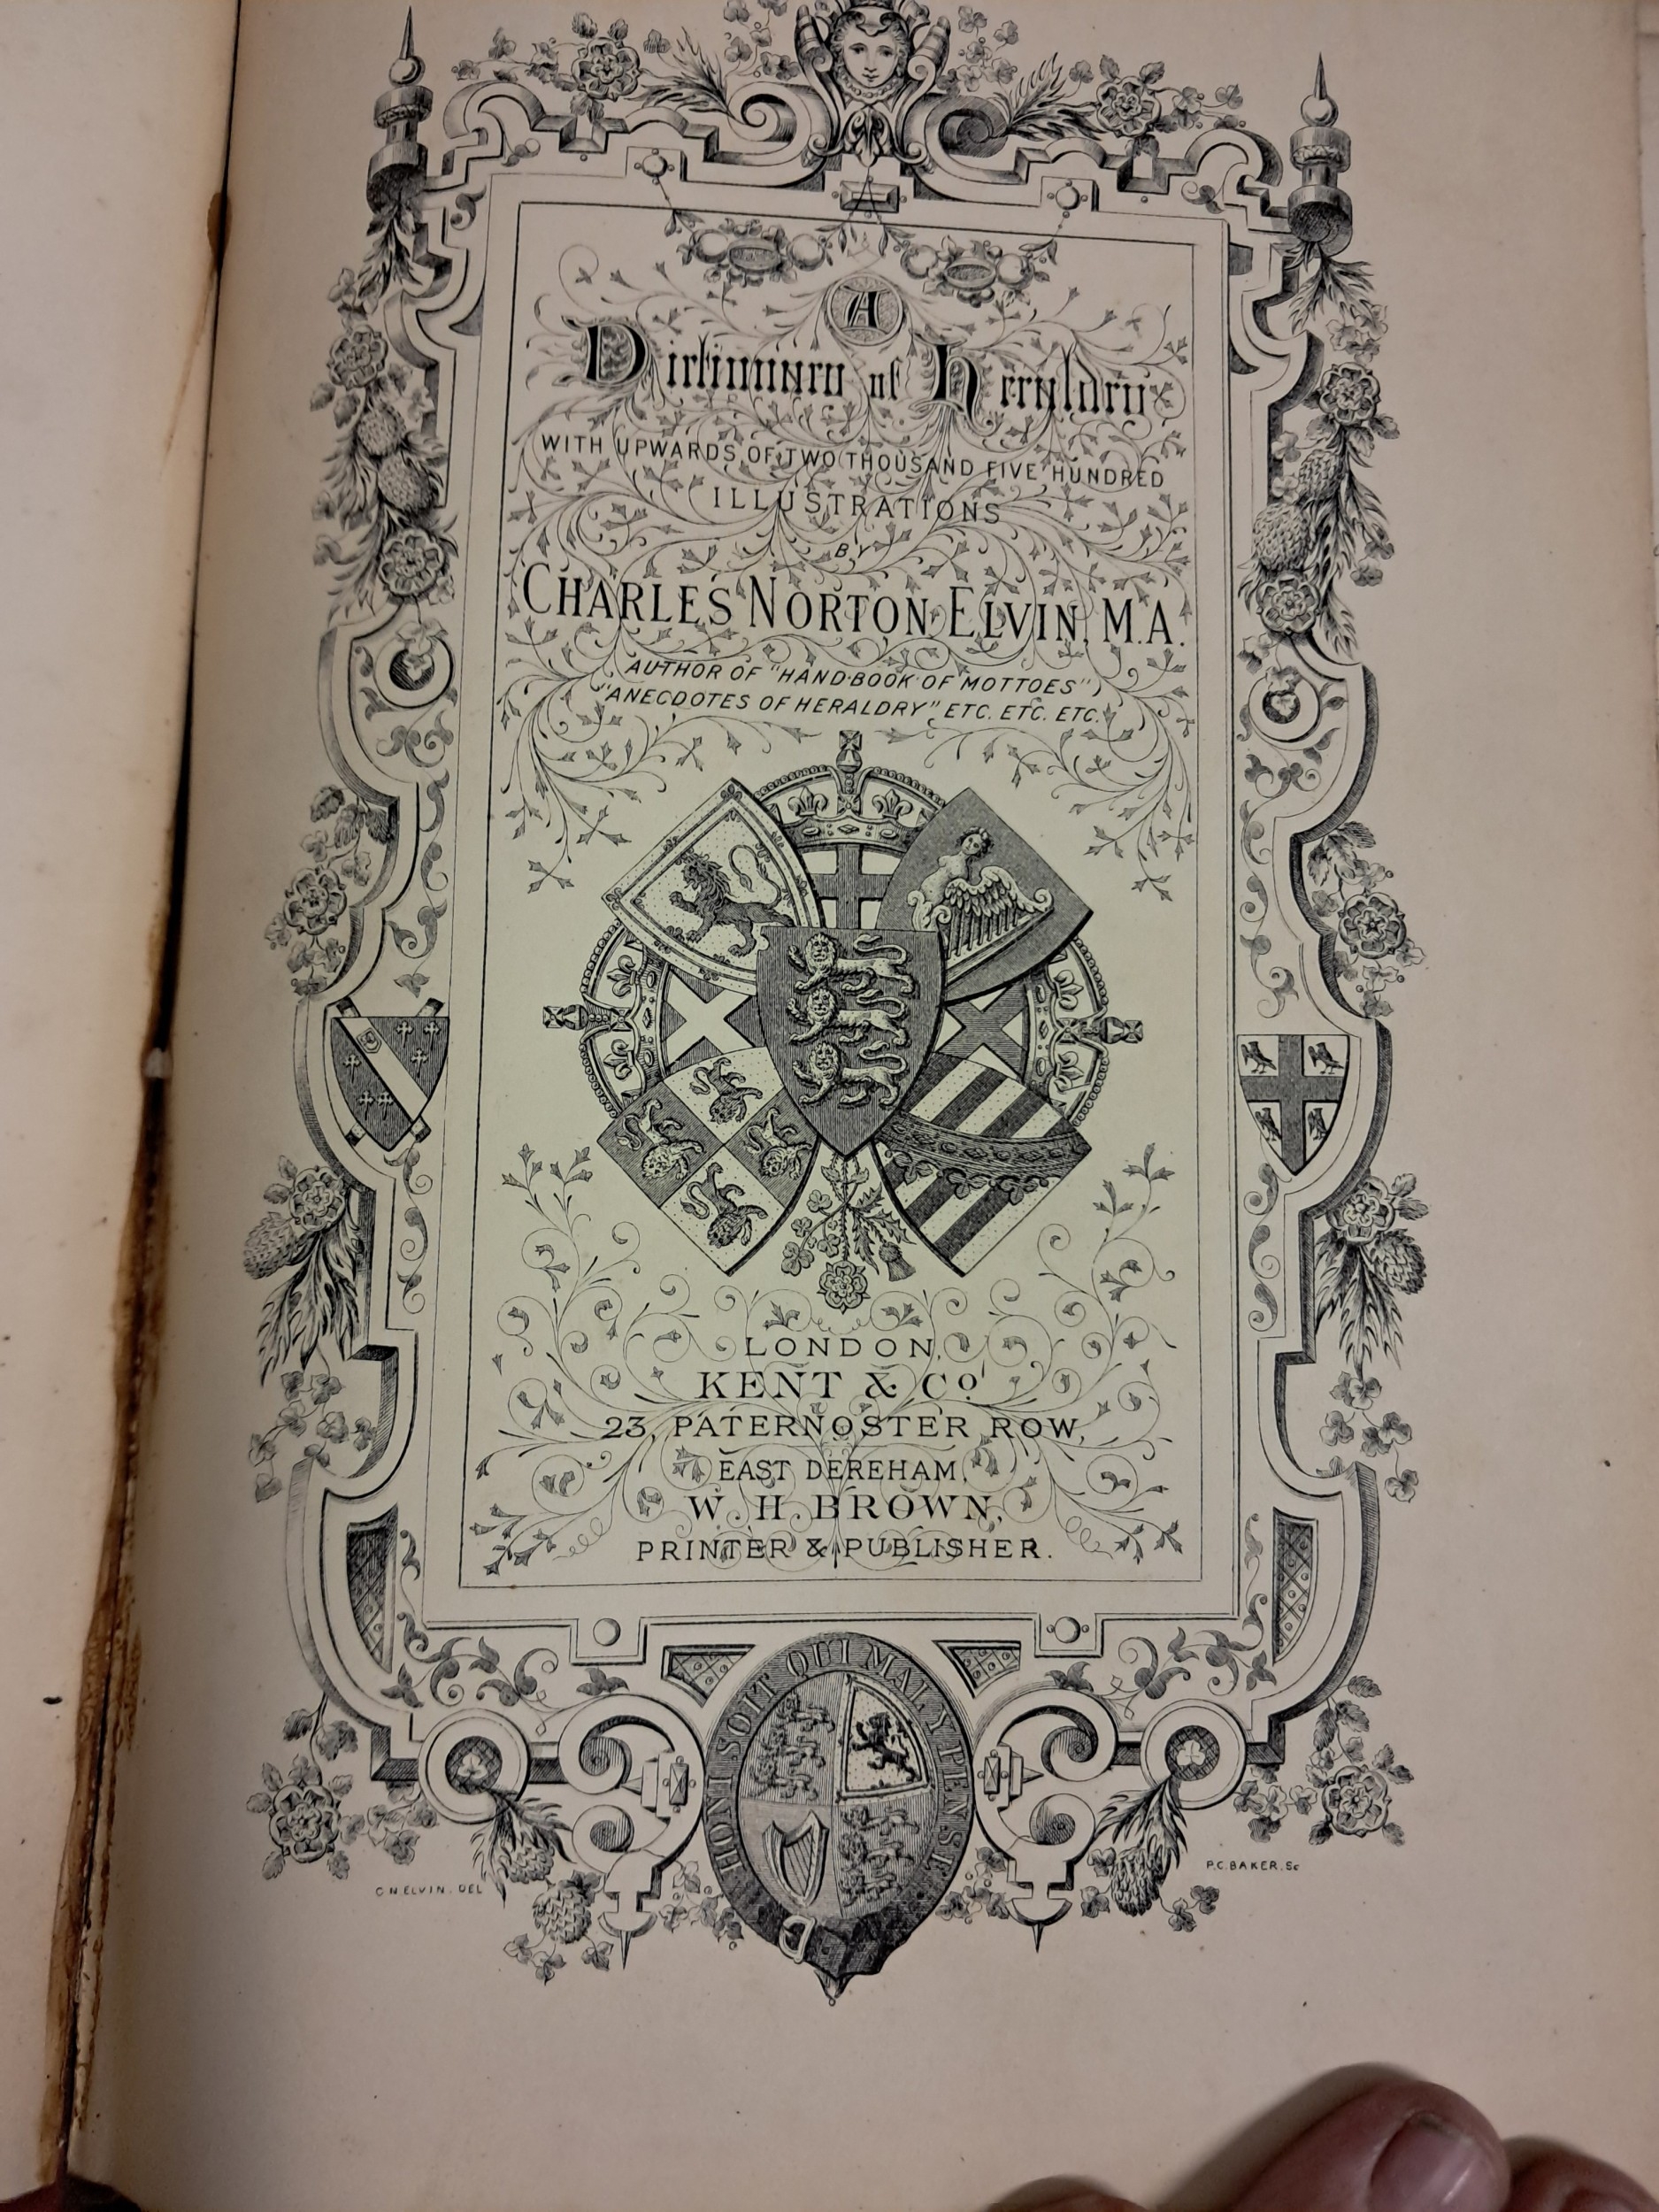 A
Dictionary of Heraldry
WITH UPWARDS OF TWO THOUSAND FIVE HUNDRED
ILLUSTRATIONS
BY
CHARLES NORTON ELVIN, M.A.
AUTHOR OF "HAND-BOOK OF MOTTOES",
"ANECDOTES OF HERALDRY" ETC. ETC. ETC.
LONDON,
KENT & Co.
23, PATERNOSTER ROW,
EAST DEREHAM,
W. H. BROWN,
PRINTER & PUBLISHER.
HONI SOIT QUI MAL Y PENSE
C N ELVIN. DEL
P.C. BAKER. Sc